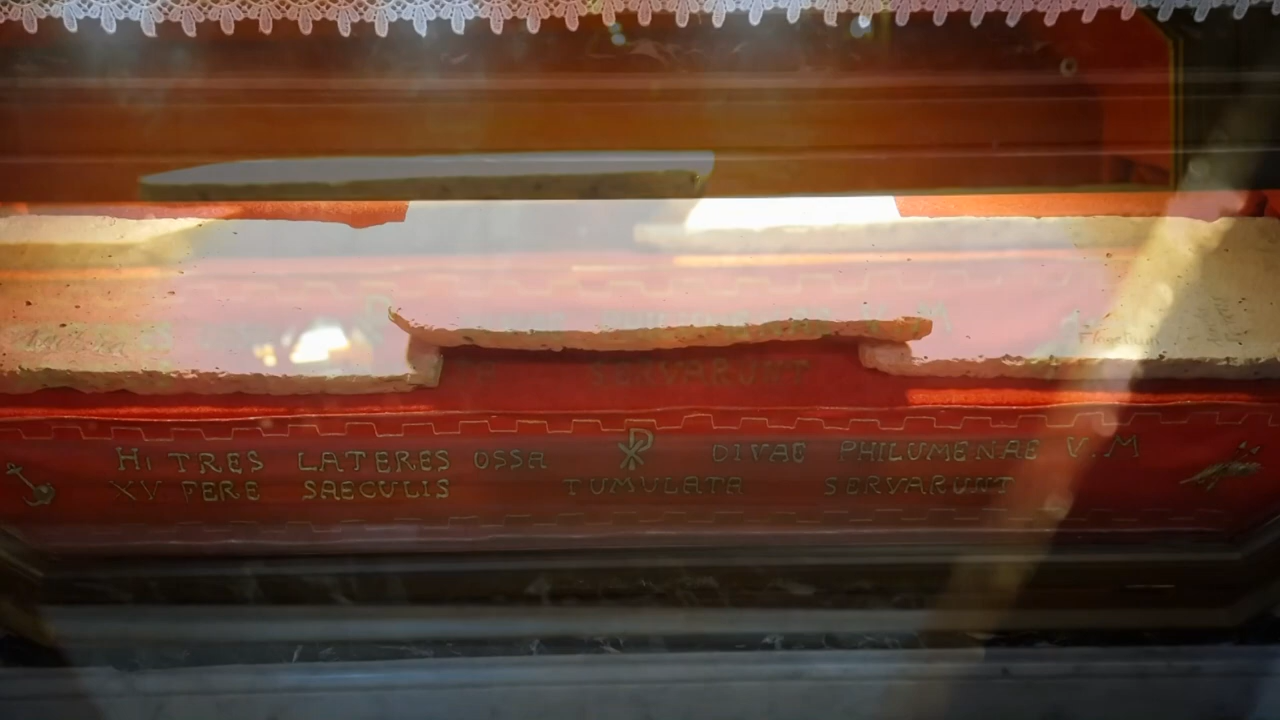 HI TRES LATERES OSSA ☧ DIVAE PHILUMENAE V.M
XV FERE SAECULIS TUMULATA SERVARUNT